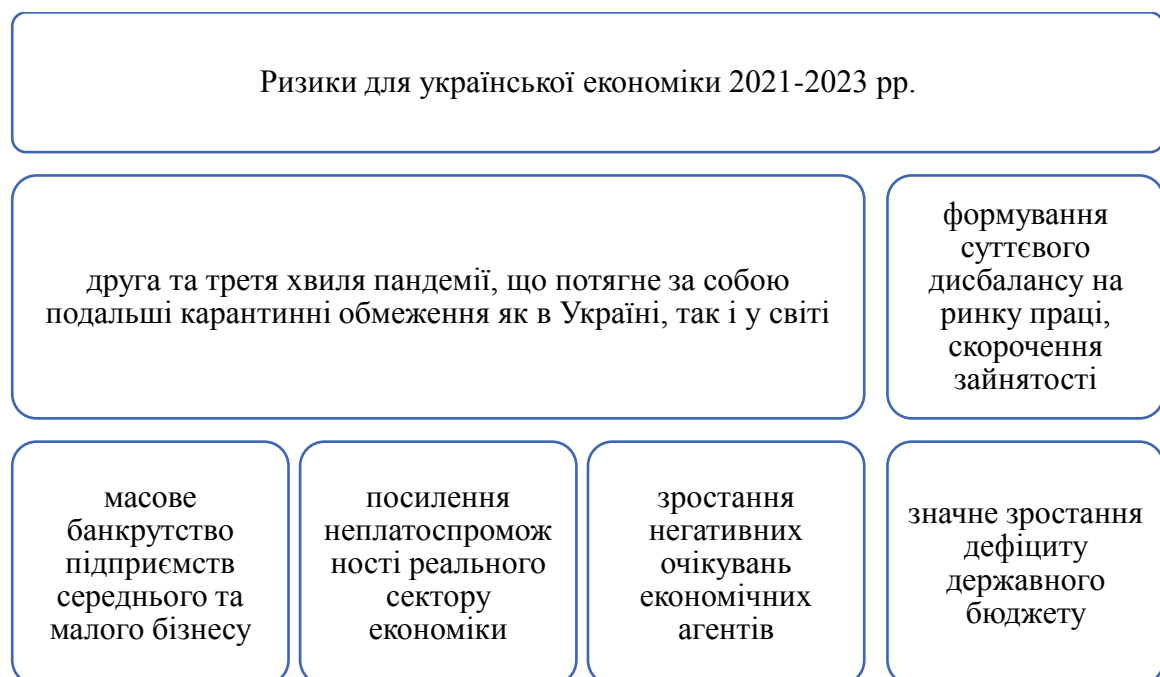 Ризики для української економіки 2021-2023 рр.
друга та третя хвиля пандемії, що потягне за собою
подальші карантинні обмеження як в Україні, так і у світі
формування
суттєвого
дисбалансу на
ринку праці,
скорочення
зайнятості
масове
банкрутство
підприємств
середнього та
малого бізнесу
посилення
неплатоспромож
ності реального
сектору
економіки
зростання
негативних
очікувань
економічних
агентів
значне зростання
дефіциту
державного
бюджету